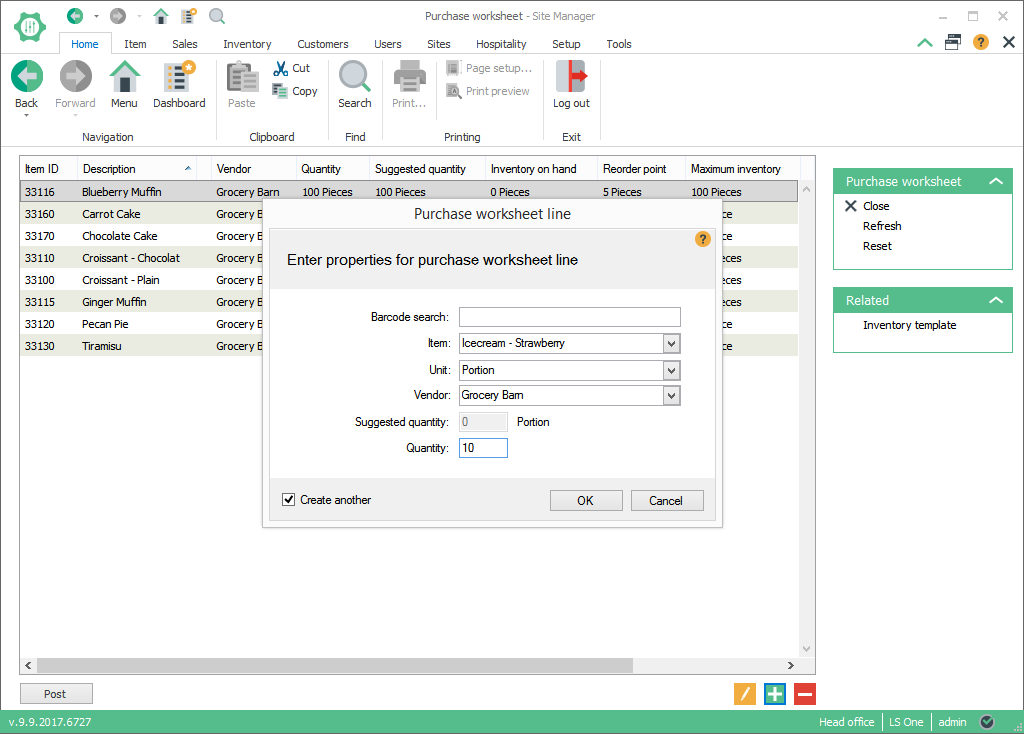 Purchase worksheet - Site Manager
Home Item Sales Inventory Customers Users Sites Hospitality Setup Tools
Back Forward Menu Dashboard Paste Cut Copy Search Print... Page setup... Print preview Log out
Navigation Clipboard Find Printing Exit
Item ID Description Vendor Quantity Suggested quantity Inventory on hand Reorder point Maximum inventory
33116 Blueberry Muffin Grocery Barn 100 Pieces 100 Pieces 0 Pieces 5 Pieces 100 Pieces
33160 Carrot Cake Grocery B ce
33170 Chocolate Cake Grocery B ce
33110 Croissant - Chocolat Grocery B eces
33100 Croissant - Plain Grocery B eces
33115 Ginger Muffin Grocery B eces
33120 Pecan Pie Grocery B ce
33130 Tiramisu Grocery B ce
Purchase worksheet line
?
Enter properties for purchase worksheet line
Barcode search:
Item: Icecream - Strawberry
Unit: Portion
Vendor: Grocery Barn
Suggested quantity: 0 Portion
Quantity: 10
Create another OK Cancel
Purchase worksheet
Close
Refresh
Reset
Related
Inventory template
Post
v.9.9.2017.6727 Head office LS One admin